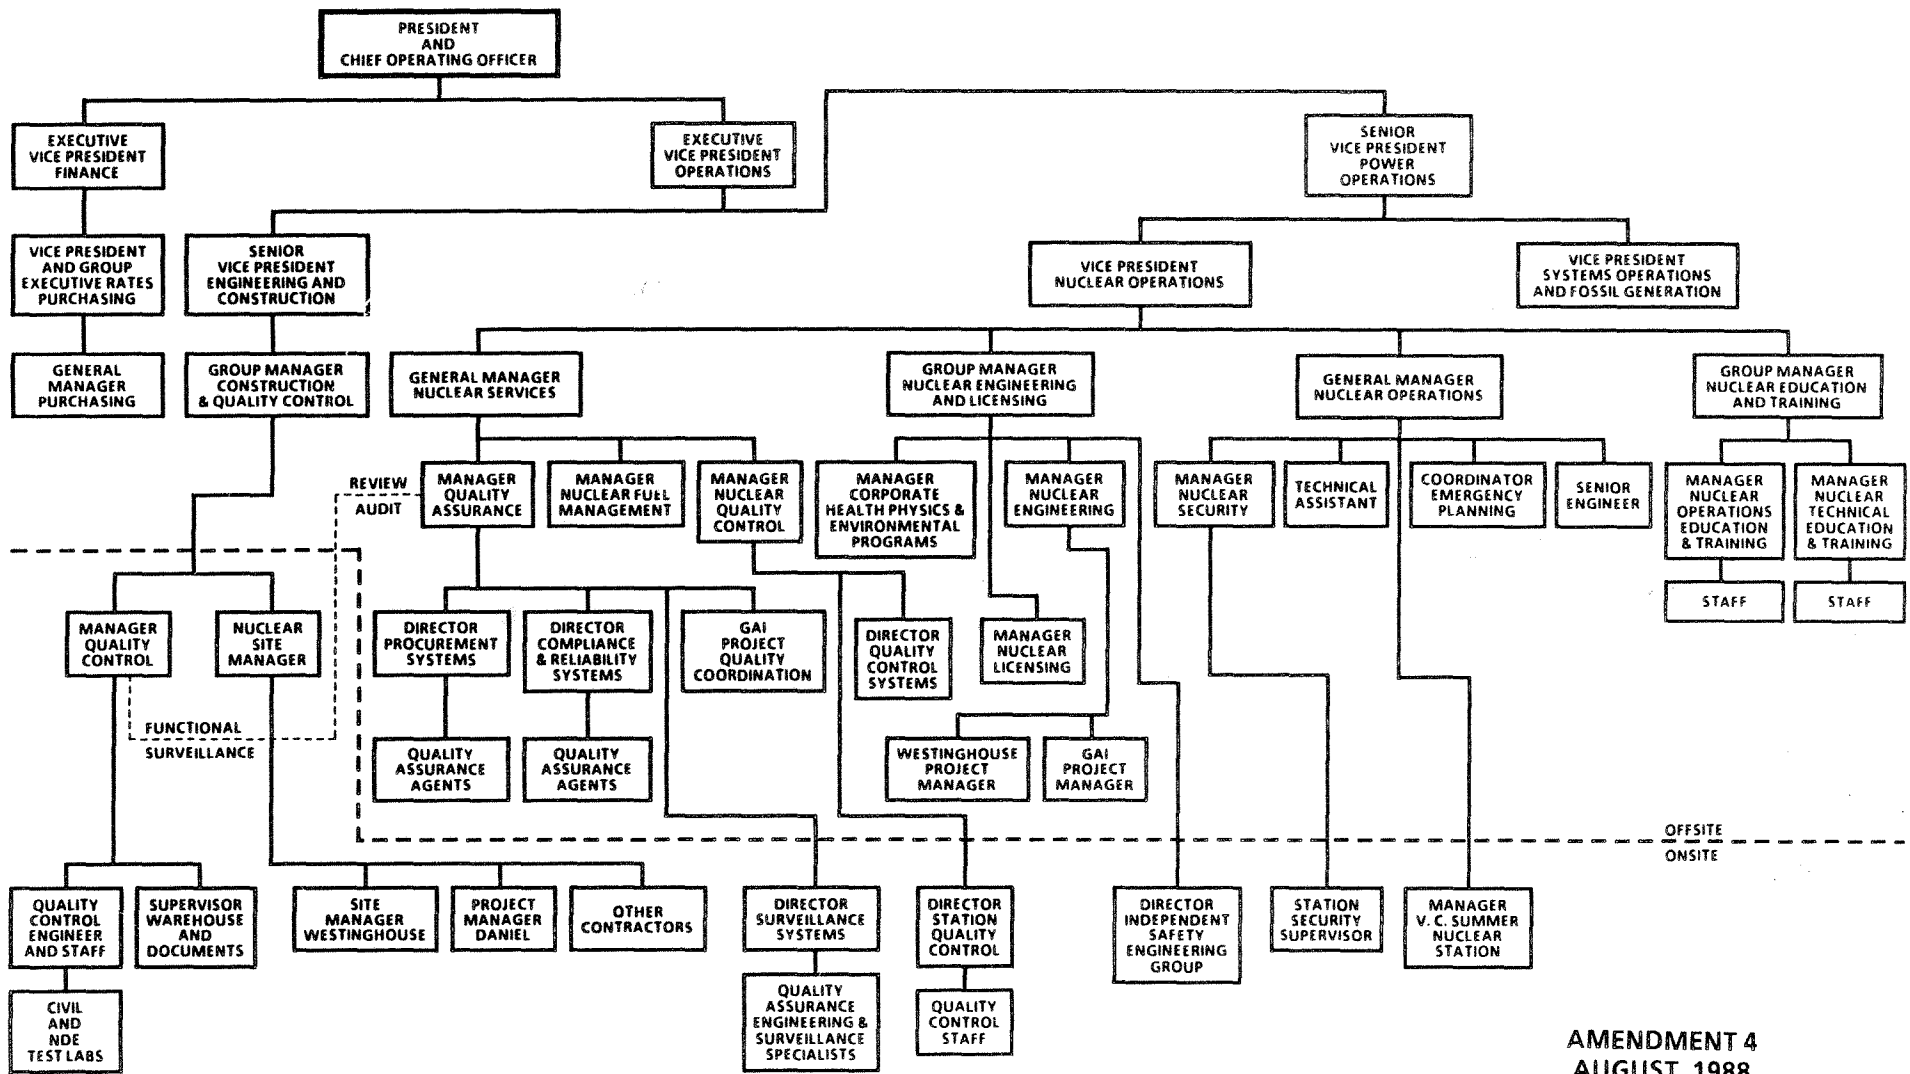 PRESIDENT
AND
CHIEF OPERATING OFFICER
EXECUTIVE
VICE PRESIDENT
FINANCE
EXECUTIVE
VICE PRESIDENT
OPERATIONS
SENIOR
VICE PRESIDENT
POWER
OPERATIONS
VICE PRESIDENT
AND GROUP
EXECUTIVE RATES
PURCHASING
SENIOR
VICE PRESIDENT
ENGINEERING AND
CONSTRUCTION
VICE PRESIDENT
NUCLEAR OPERATIONS
VICE PRESIDENT
SYSTEMS OPERATIONS
AND FOSSIL GENERATION
GENERAL
MANAGER
PURCHASING
GROUP MANAGER
CONSTRUCTION
& QUALITY CONTROL
GENERAL MANAGER
NUCLEAR SERVICES
GROUP MANAGER
NUCLEAR ENGINEERING
AND LICENSING
GENERAL MANAGER
NUCLEAR OPERATIONS
GROUP MANAGER
NUCLEAR EDUCATION
AND TRAINING
REVIEW
AUDIT
MANAGER
QUALITY
ASSURANCE
MANAGER
NUCLEAR FUEL
MANAGEMENT
MANAGER
NUCLEAR
QUALITY
CONTROL
MANAGER
CORPORATE
HEALTH PHYSICS &
ENVIRONMENTAL
PROGRAMS
MANAGER
NUCLEAR
ENGINEERING
MANAGER
NUCLEAR
SECURITY
TECHNICAL
ASSISTANT
COORDINATOR
EMERGENCY
PLANNING
SENIOR
ENGINEER
MANAGER
NUCLEAR
OPERATIONS
EDUCATION
& TRAINING
MANAGER
NUCLEAR
TECHNICAL
EDUCATION
& TRAINING
STAFF
STAFF
MANAGER
QUALITY
CONTROL
NUCLEAR
SITE
MANAGER
DIRECTOR
PROCUREMENT
SYSTEMS
DIRECTOR
COMPLIANCE
& RELIABILITY
SYSTEMS
GAI
PROJECT
QUALITY
COORDINATION
DIRECTOR
QUALITY
CONTROL
SYSTEMS
MANAGER
NUCLEAR
LICENSING
FUNCTIONAL
SURVEILLANCE
QUALITY
ASSURANCE
AGENTS
QUALITY
ASSURANCE
AGENTS
WESTINGHOUSE
PROJECT
MANAGER
GAI
PROJECT
MANAGER
OFFSITE
ONSITE
QUALITY
CONTROL
ENGINEER
AND STAFF
SUPERVISOR
WAREHOUSE
AND
DOCUMENTS
SITE
MANAGER
WESTINGHOUSE
PROJECT
MANAGER
DANIEL
OTHER
CONTRACTORS
DIRECTOR
SURVEILLANCE
SYSTEMS
DIRECTOR
STATION
QUALITY
CONTROL
DIRECTOR
INDEPENDENT
SAFETY
ENGINEERING
GROUP
STATION
SECURITY
SUPERVISOR
MANAGER
V. C. SUMMER
NUCLEAR
STATION
CIVIL
AND
NDE
TEST LABS
QUALITY
ASSURANCE
ENGINEERING &
SURVEILLANCE
SPECIALISTS
QUALITY
CONTROL
STAFF
AMENDMENT 4
AUGUST, 1988